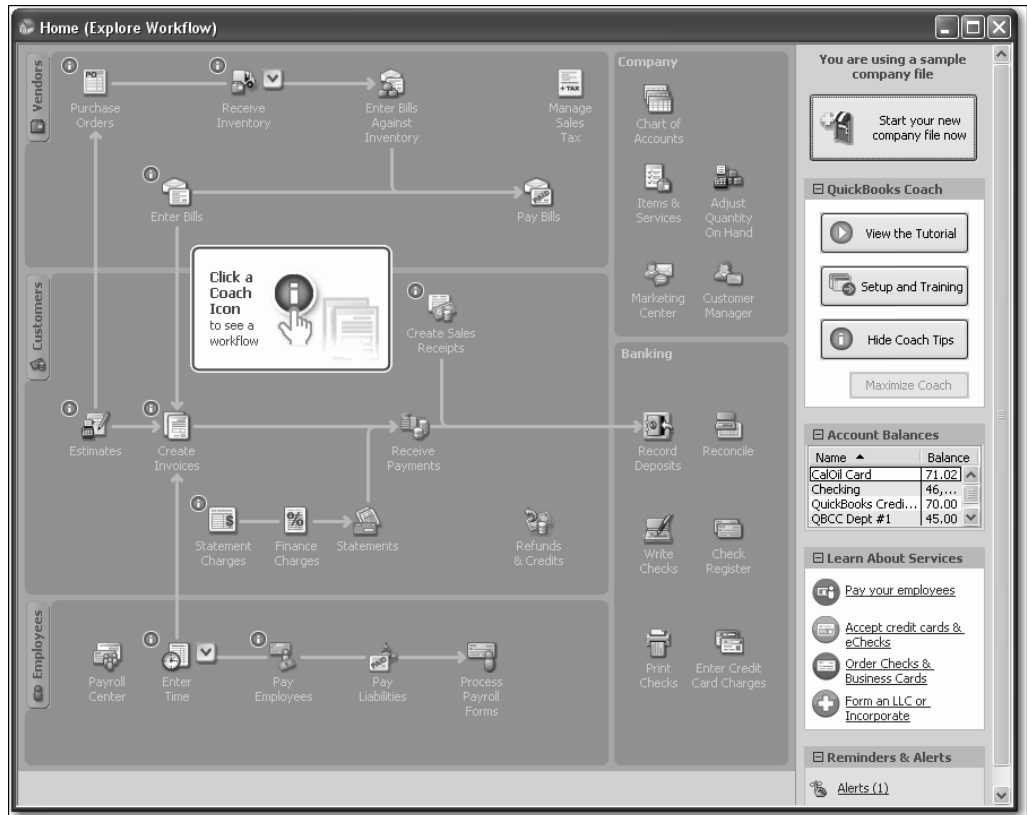 Home (Explore Workflow)
Vendors
PO
Purchase
Orders
Receive
Inventory
Enter Bills
Against
Inventory
+ TAX
Manage
Sales
Tax
Enter Bills
PAID
Pay Bills
Click a
Coach
Icon
to see a
workflow
Customers
Create Sales
Receipts
Estimates
Create
Invoices
Receive
Payments
Statement
Charges
Finance
Charges
Statements
Refunds
& Credits
Employees
Payroll
Center
Enter
Time
Pay
Employees
PAID
Pay
Liabilities
Process
Payroll
Forms
Company
Chart of
Accounts
Items &
Services
Adjust
Quantity
On Hand
Marketing
Center
Customer
Manager
Banking
Record
Deposits
Reconcile
Write
Checks
Check
Register
Print
Checks
Enter Credit
Card Charges
You are using a sample
company file
Start your new
company file now
QuickBooks Coach
View the Tutorial
Setup and Training
Hide Coach Tips
Maximize Coach
Account Balances
Name Balance
CalOil Card 71.02
Checking 46,...
QuickBooks Credi... 70.00
QBCC Dept #1 45.00
Learn About Services
Pay your employees
Accept credit cards &
eChecks
Order Checks &
Business Cards
Form an LLC or
Incorporate
Reminders & Alerts
Alerts (1)